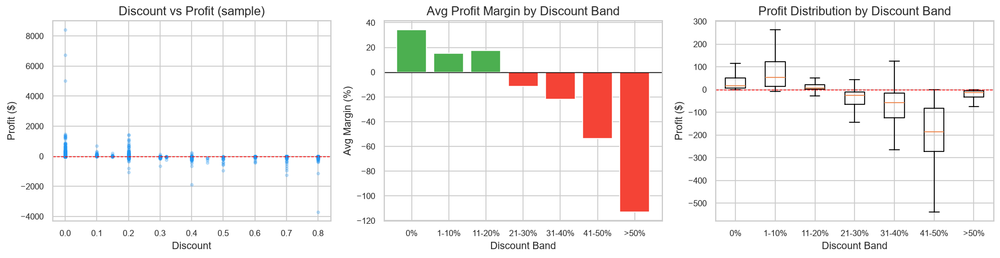 Discount vs Profit (sample)
Profit ($)
8000
6000
4000
2000
0
−2000
−4000
0.0 0.1 0.2 0.3 0.4 0.5 0.6 0.7 0.8
Discount
Avg Profit Margin by Discount Band
Avg Margin (%)
40
20
0
−20
−40
−60
−80
−100
−120
0% 1-10% 11-20% 21-30% 31-40% 41-50% >50%
Discount Band
Profit Distribution by Discount Band
Profit ($)
300
200
100
0
−100
−200
−300
−400
−500
0% 1-10% 11-20% 21-30% 31-40% 41-50% >50%
Discount Band